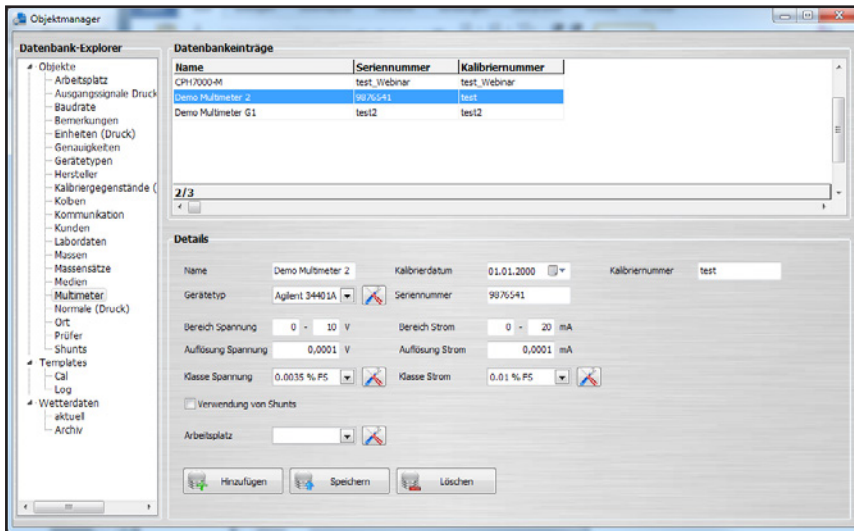 Objektmanager
Datenbank-Explorer
Objekte
Arbeitsplatz
Ausgangssignale Druck
Baudrate
Bemerkungen
Einheiten (Druck)
Genauigkeiten
Gerätetypen
Hersteller
Kalibriergegenstände (
Kolben
Kommunikation
Kunden
Labordaten
Massen
Massensätze
Medien
Multimeter
Normale (Druck)
Ort
Prüfer
Shunts
Templates
Cal
Log
Wetterdaten
aktuell
Archiv
Datenbankeinträge
Name Seriennummer Kalibriernummer
CPH7000-M test_Webinar test_Webinar
Demo Multimeter 2 9876541 test
Demo Multimeter G1 test2 test2
2/3
Details
Name Demo Multimeter 2 Kalibrierdatum 01.01.2000 Kalibriernummer test
Gerätetyp Agilent 34401A Seriennummer 9876541
Bereich Spannung 0 - 10 V Bereich Strom 0 - 20 mA
Auflösung Spannung 0,0001 V Auflösung Strom 0,0001 mA
Klasse Spannung 0.0035 % FS Klasse Strom 0.01 % FS
Verwendung von Shunts
Arbeitsplatz
Hinzufügen Speichern Löschen